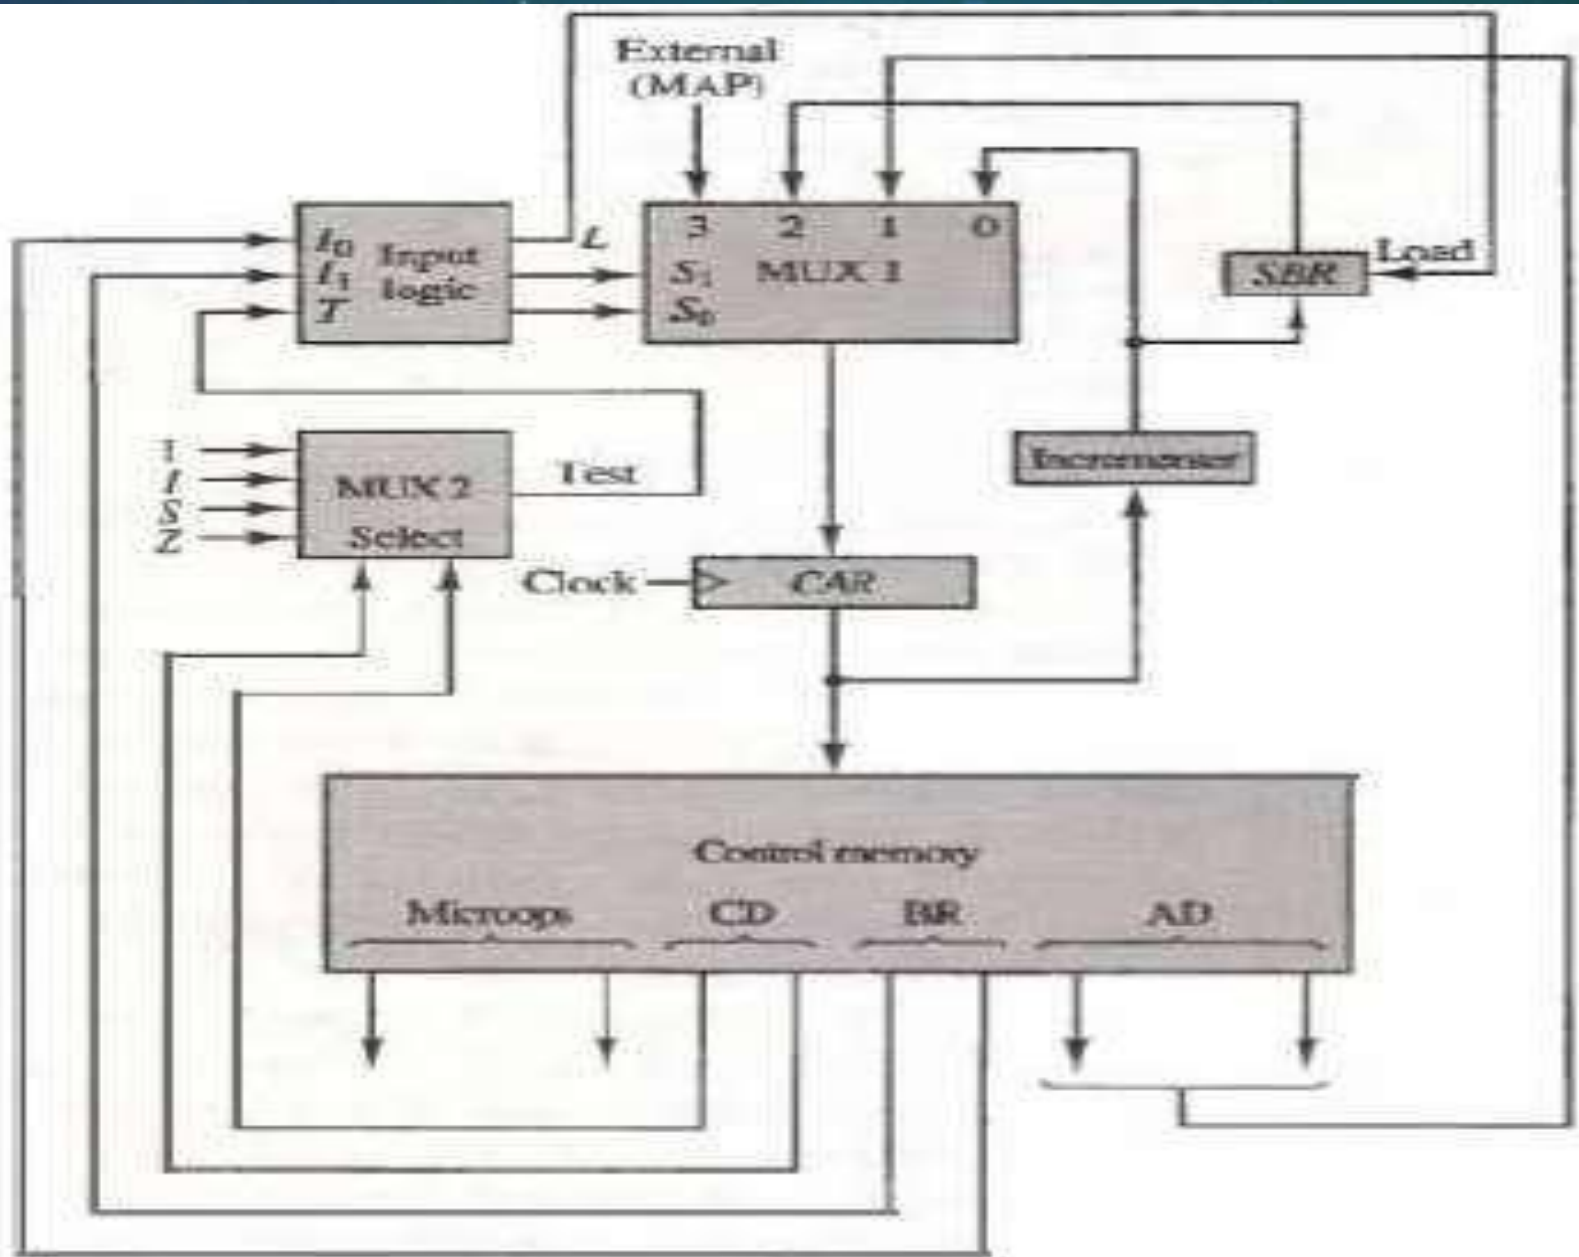 External
(MAP)
3 2 1 0
I₀
Input
logic
I₁
T
L
S₁
MUX 1
S₀
SBR
Load
1
I
S
Z
MUX 2
Select
Test
Incrementer
Clock
CAR
Control memory
Microops CD BR AD